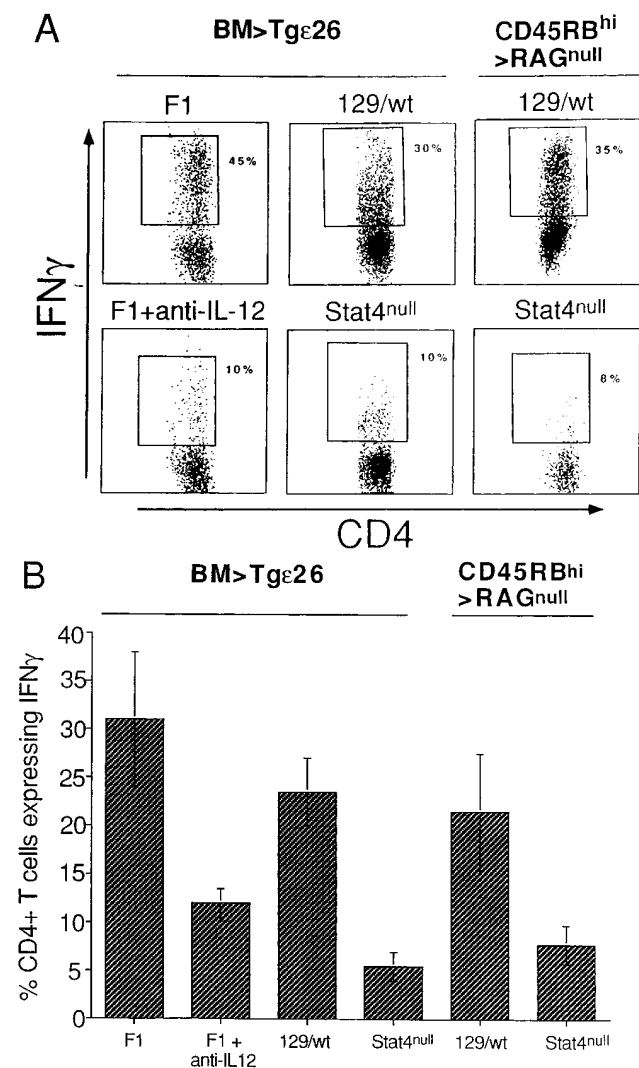 A
BM>Tgε26
CD45RBhi
>RAGnull
F1
129/wt
129/wt
45%
30%
35%
IFNγ
F1+anti-IL-12
Stat4null
Stat4null
10%
10%
8%
CD4
B
BM>Tgε26
CD45RBhi
>RAGnull
% CD4+ T cells expressing IFNγ
40
35
30
25
20
15
10
5
0
F1
F1 +
anti-IL12
129/wt
Stat4null
129/wt
Stat4null